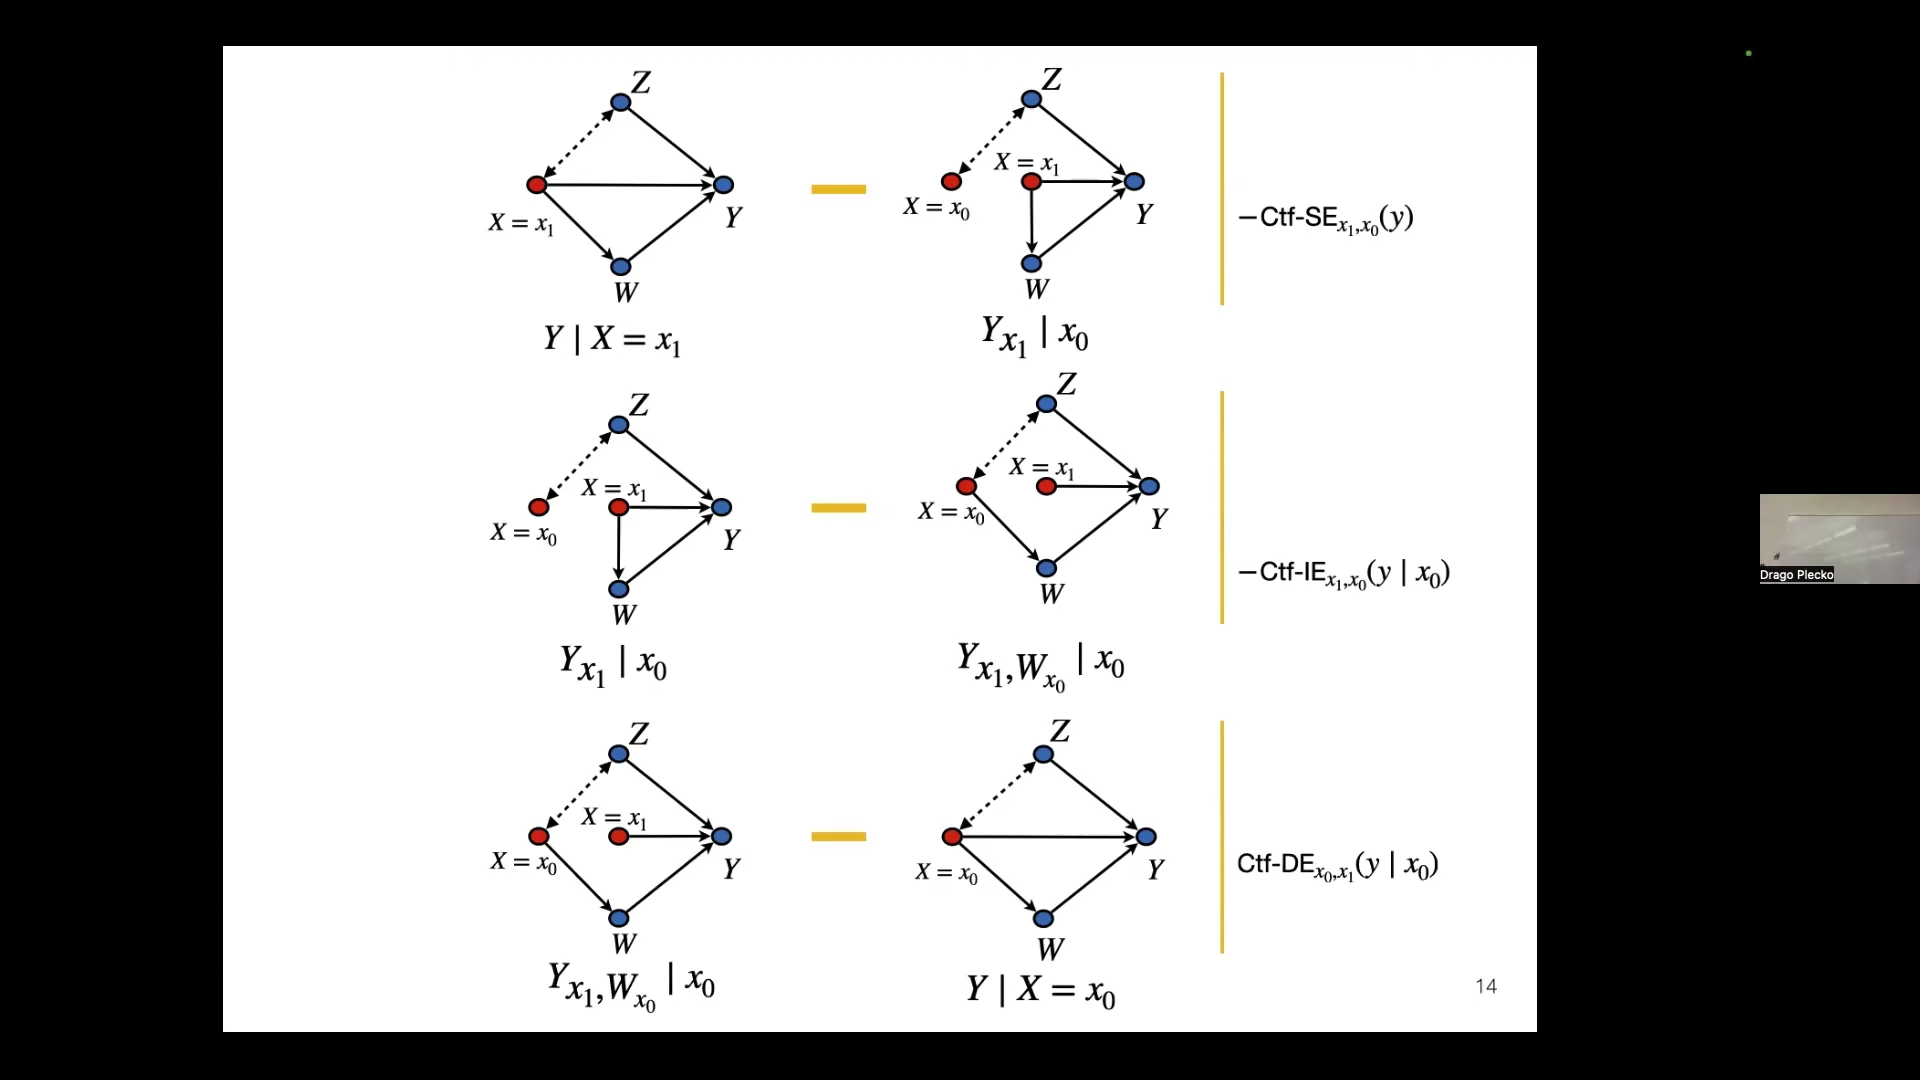 Z
Z
X = x₁
X = x₁
X = x₀
Y
Y
W
W
Y | X = x₁
Y_{x₁} | x₀
–Ctf-SE_{x₁,x₀}(y)
Z
Z
X = x₁
X = x₁
X = x₀
X = x₀
Y
Y
W
W
Y_{x₁} | x₀
Y_{x₁,W_{x₀}} | x₀
–Ctf-IE_{x₁,x₀}(y | x₀)
Z
Z
X = x₁
X = x₀
X = x₀
Y
Y
W
W
Y_{x₁,W_{x₀}} | x₀
Y | X = x₀
Ctf-DE_{x₀,x₁}(y | x₀)
14
Drago Plecko